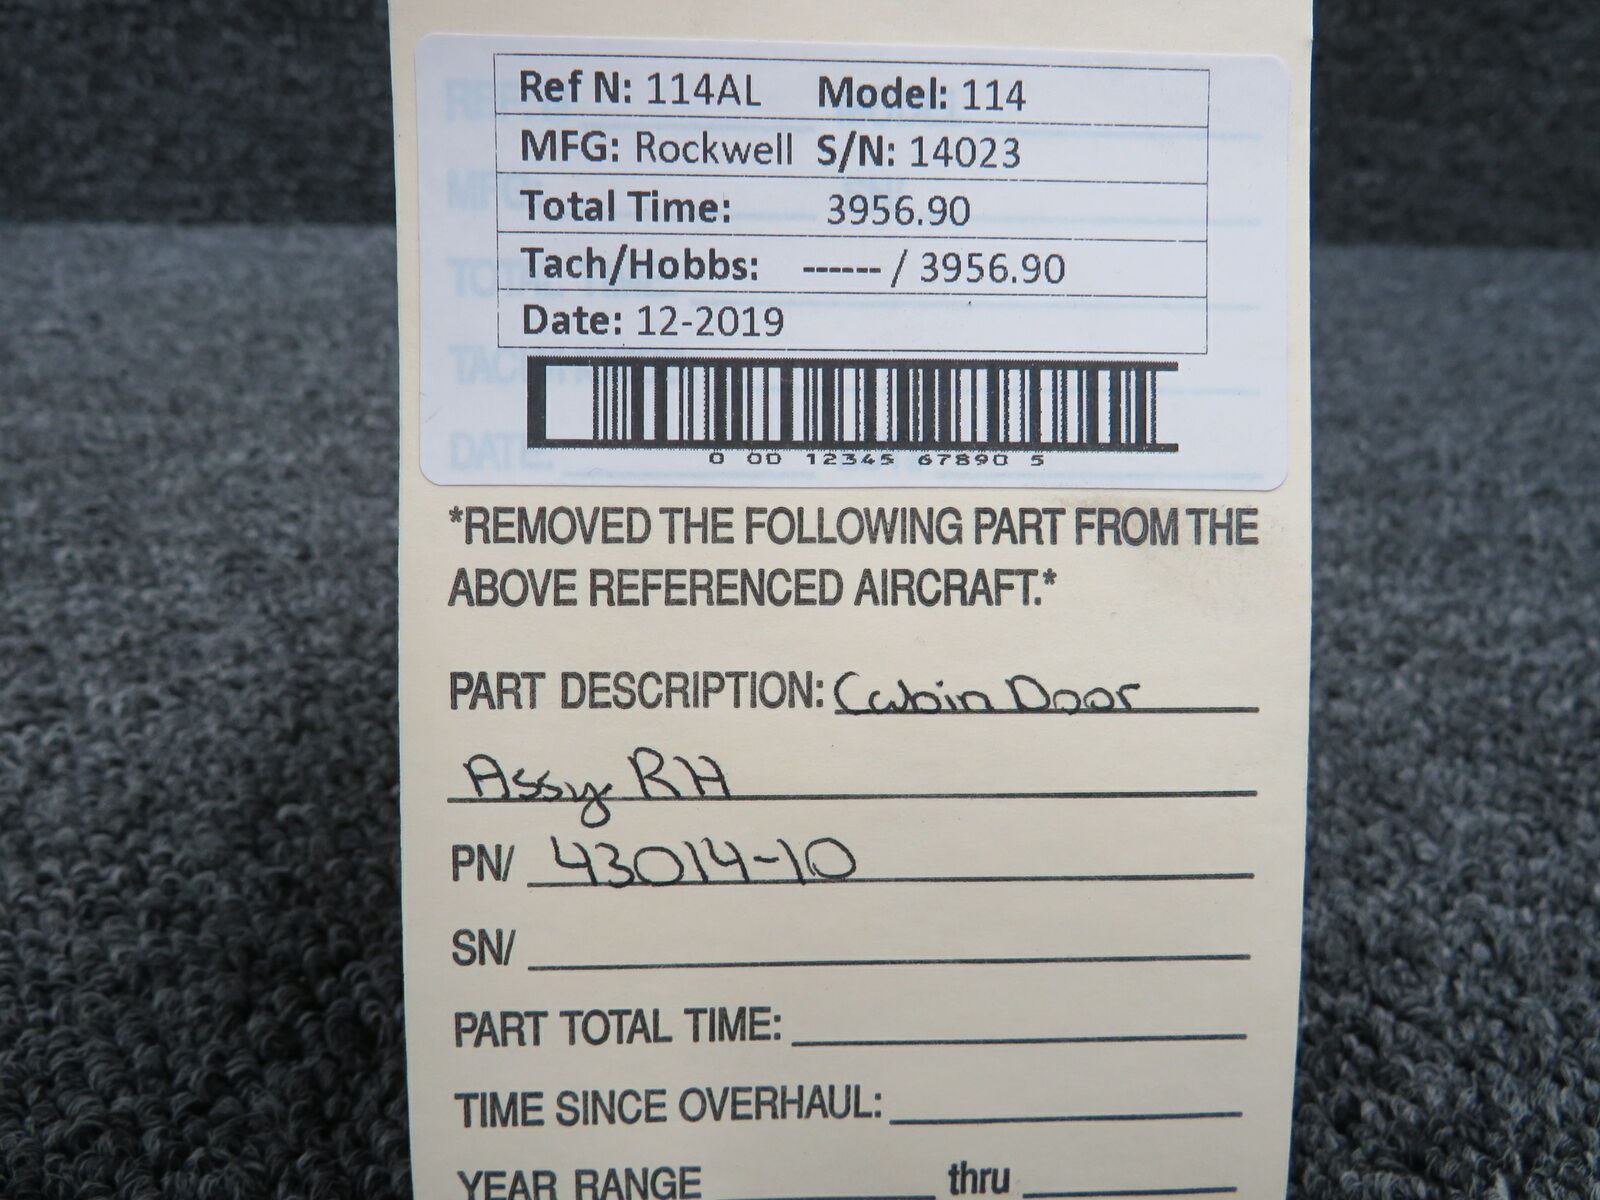 Ref N: 114AL Model: 114
MFG: Rockwell S/N: 14023
Total Time: 3956.90
Tach/Hobbs: ------ / 3956.90
Date: 12-2019
0 00 12345 67890 5
*REMOVED THE FOLLOWING PART FROM THE
ABOVE REFERENCED AIRCRAFT.*
PART DESCRIPTION: Cabin Door
Assy RH
PN/ 43014-10
SN/
PART TOTAL TIME:
TIME SINCE OVERHAUL:
YEAR RANGE thru